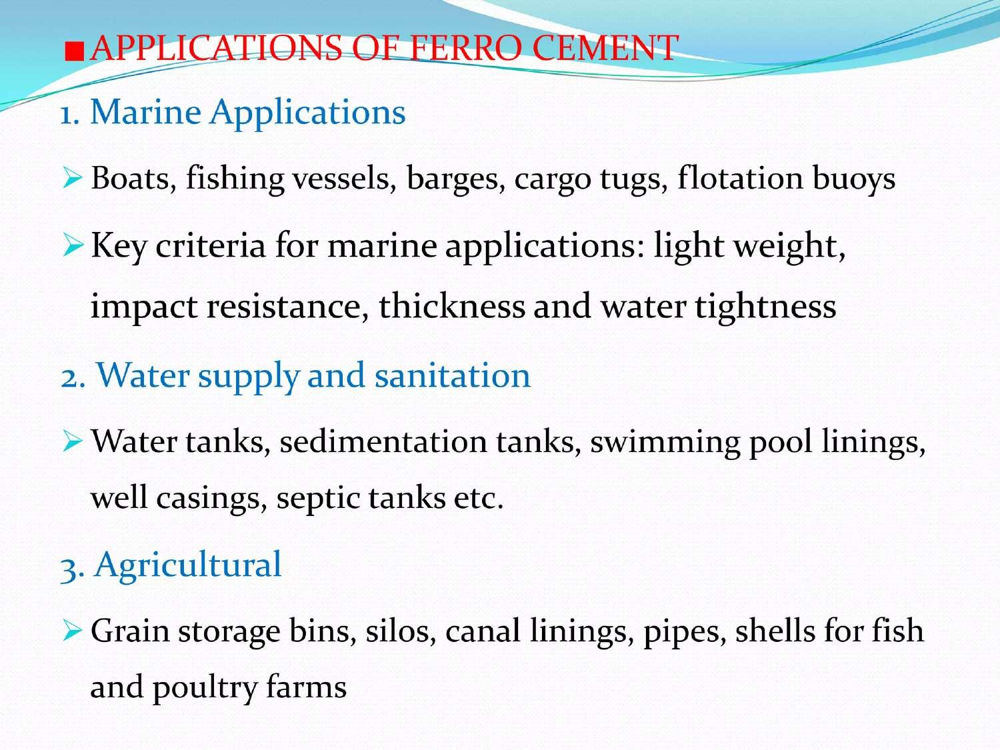 ■APPLICATIONS OF FERRO CEMENT
1. Marine Applications
➢ Boats, fishing vessels, barges, cargo tugs, flotation buoys
➢ Key criteria for marine applications: light weight,
impact resistance, thickness and water tightness
2. Water supply and sanitation
➢ Water tanks, sedimentation tanks, swimming pool linings,
well casings, septic tanks etc.
3. Agricultural
➢ Grain storage bins, silos, canal linings, pipes, shells for fish
and poultry farms